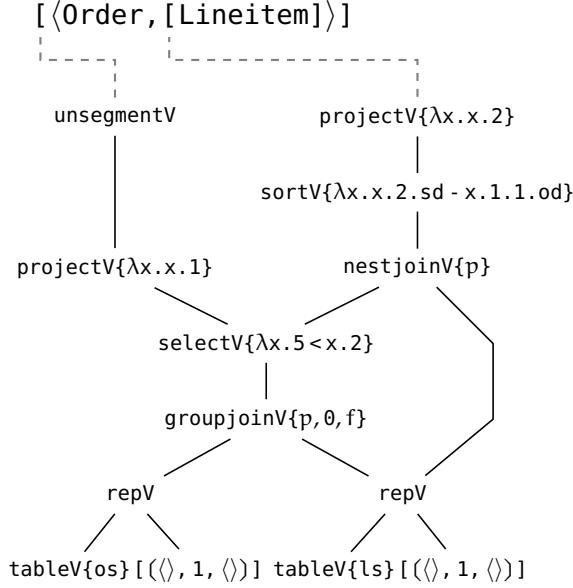 [⟨Order,[Lineitem]⟩]
unsegmentV projectV{λx.x.2}
sortV{λx.x.2.sd - x.1.1.od}
projectV{λx.x.1} nestjoinV{p}
selectV{λx.5 < x.2}
groupjoinV{p,0,f}
repV repV
tableV{os} [(⟨⟩, 1, ⟨⟩)] tableV{ls} [(⟨⟩, 1, ⟨⟩)]